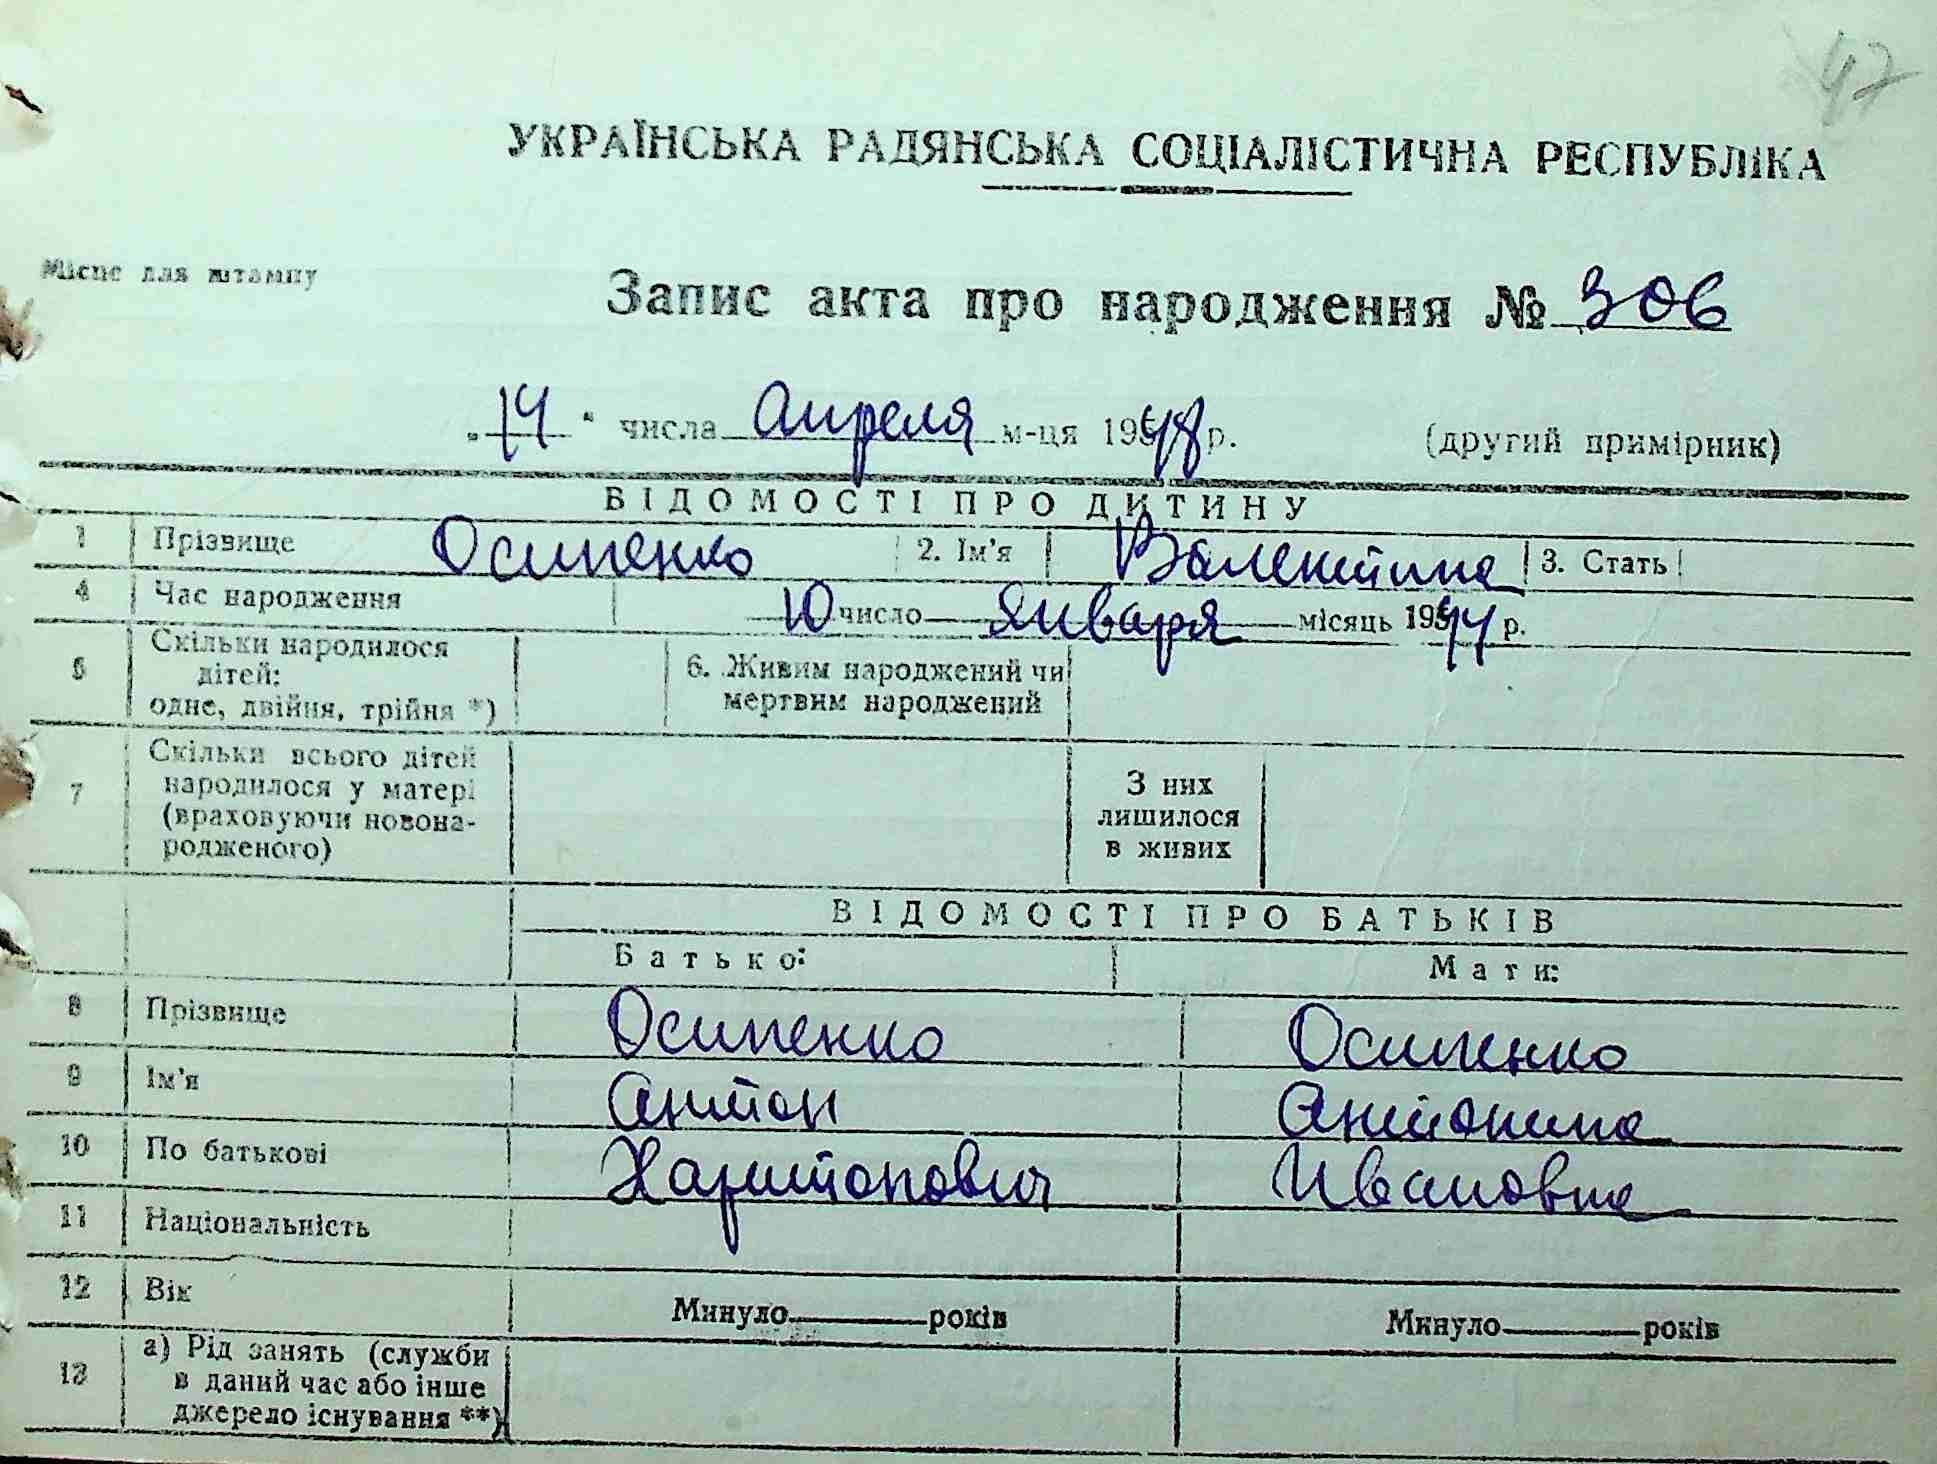 47
УКРАЇНСЬКА РАДЯНСЬКА СОЦІАЛІСТИЧНА РЕСПУБЛІКА
Місце для штампу
Запис акта про народження № 306
„14“ числа Апреля м-ця 1948 р. (другий примірник)
ВІДОМОСТІ ПРО ДИТИНУ
1 Прізвище Осипенко 2. Ім'я Валентина 3. Стать
4 Час народження 10 число января місяць 1944 р.
5 Скільки народилося дітей: одне, двійня, трійня *) 6. Живим народжений чи мертвим народжений
7 Скільки всього дітей народилося у матері (враховуючи новона-родженого) З них лишилося в живих
ВІДОМОСТІ ПРО БАТЬКІВ
Батько: Мати:
8 Прізвище Осипенко Осипенко
9 Ім'я Антон Антонина
10 По батькові Харитонович Ивановна
11 Національність
12 Вік Минуло років Минуло років
13 а) Рід занять (служби в даний час або інше джерело існування **)